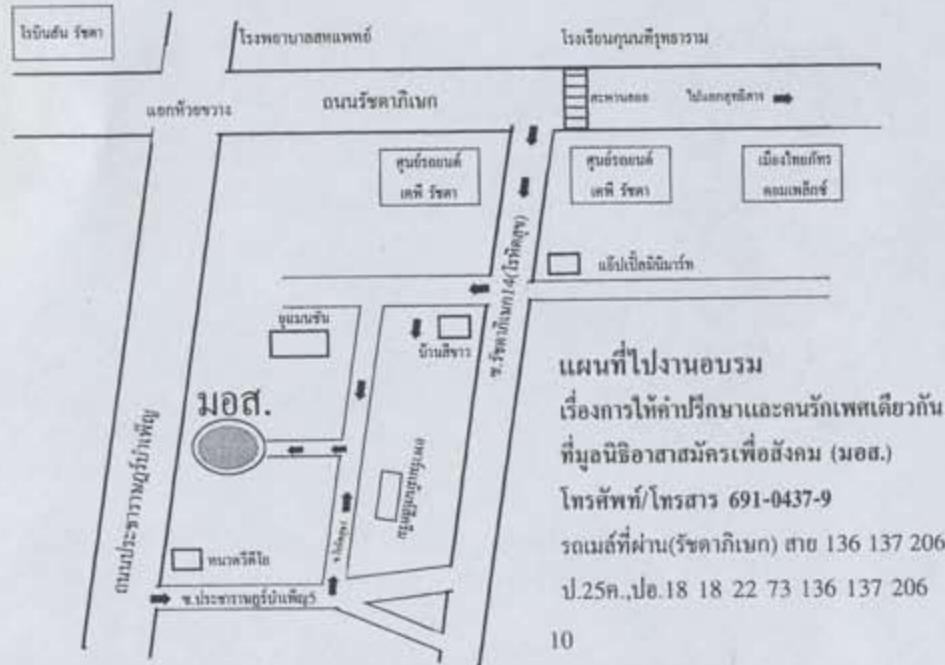 โรบินสัน รัชดา
โรงพยาบาลสหแพทย์
โรงเรียนกุนนทีรุทธาราม
แยกห้วยขวาง
ถนนรัชดาภิเษก
สะพานลอย
ไปแยกสุทธิสาร
ศูนย์รถยนต์
เคพี รัชดา
ศูนย์รถยนต์
เคพี รัชดา
เมืองไทยภัทร
คอมเพล็กซ์
ซ.รัชดาภิเษก14(โรหิตสุข)
แอ๊ปเปิ้ลมินิมาร์ท
ยูแมนชั่น
บ้านสีขาว
มอส.
ถนนประชาราษฎร์บำเพ็ญ
ทนาควีดีโอ
ซ.ประชาราษฎร์บำเพ็ญ5
แผนที่ไปงานอบรม
เรื่องการให้คำปรึกษาและคนรักเพศเดียวกัน
ที่มูลนิธิอาสาสมัครเพื่อสังคม (มอส.)
โทรศัพท์/โทรสาร 691-0437-9
รถเมล์ที่ผ่าน(รัชดาภิเษก) สาย 136 137 206
ป.25ค.,ปอ.18 18 22 73 136 137 206
10